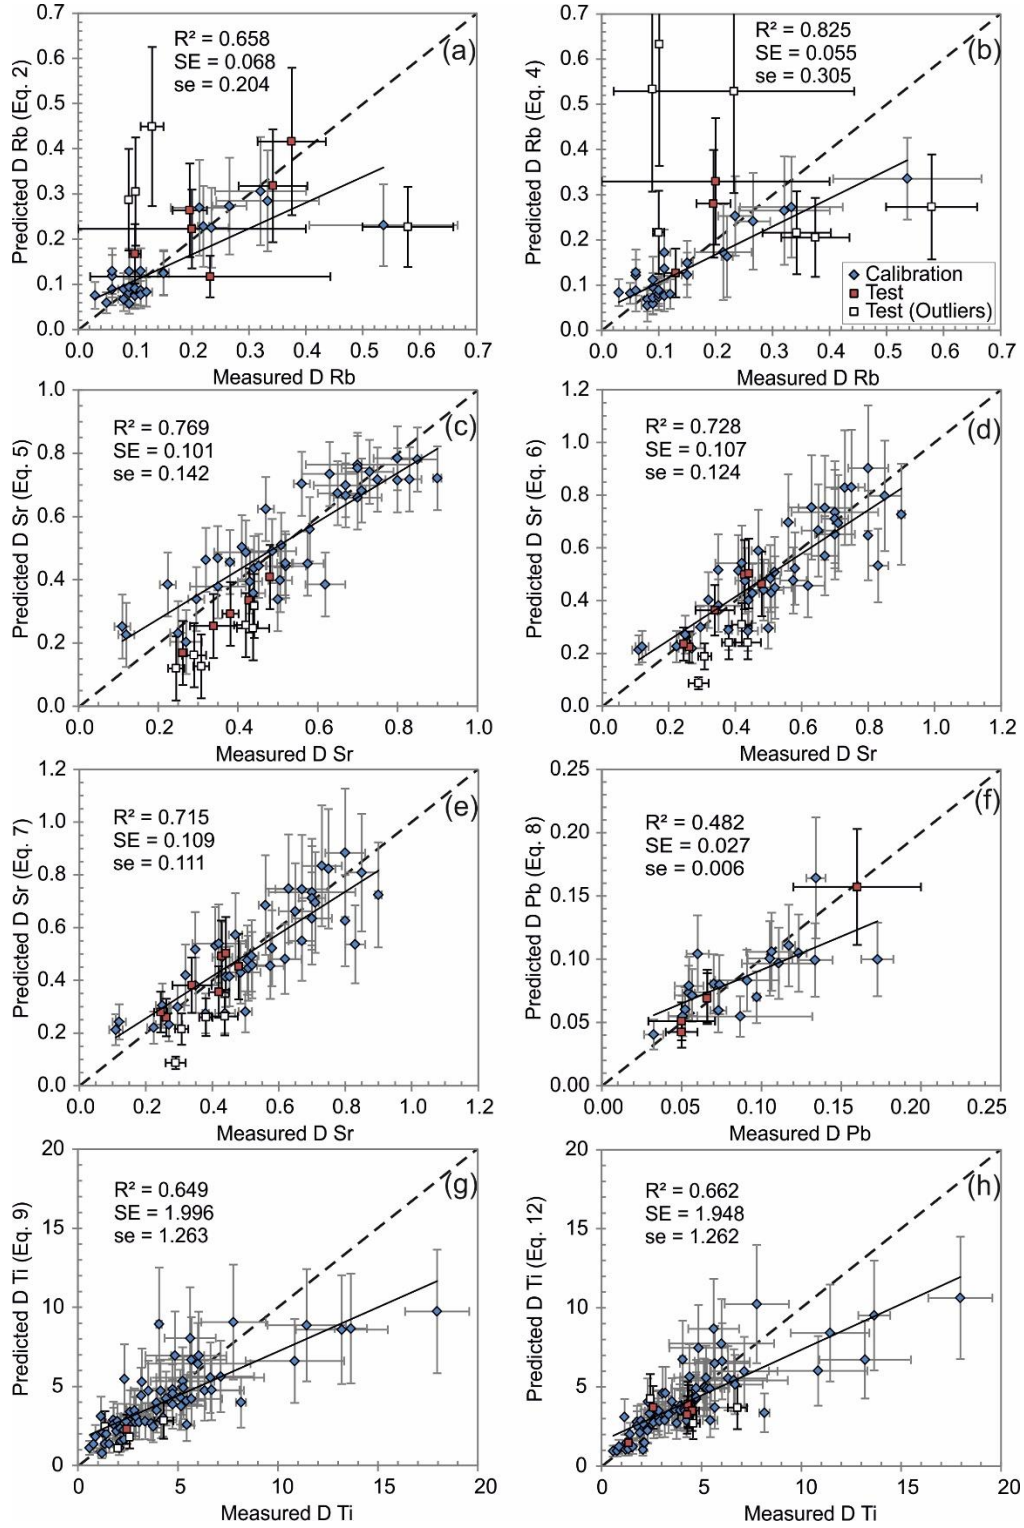 R² = 0.658
SE = 0.068
se = 0.204
(a)
Predicted D Rb (Eq. 2)
0.7
0.6
0.5
0.4
0.3
0.2
0.1
0.0
0 0.1 0.2 0.3 0.4 0.5 0.6 0.7
Measured D Rb
R² = 0.825
SE = 0.055
se = 0.305
(b)
Predicted D Rb (Eq. 4)
0.7
0.6
0.5
0.4
0.3
0.2
0.1
0.0
0 0.1 0.2 0.3 0.4 0.5 0.6 0.7
Measured D Rb
Calibration
Test
Test (Outliers)
R² = 0.769
SE = 0.101
se = 0.142
(c)
Predicted D Sr (Eq. 5)
1.0
0.8
0.6
0.4
0.2
0.0
0.0 0.2 0.4 0.6 0.8 1.0
Measured D Sr
R² = 0.728
SE = 0.107
se = 0.124
(d)
Predicted D Sr (Eq. 6)
1.2
1.0
0.8
0.6
0.4
0.2
0.0
0.0 0.2 0.4 0.6 0.8 1.0 1.2
Measured D Sr
R² = 0.715
SE = 0.109
se = 0.111
(e)
Predicted D Sr (Eq. 7)
1.2
1.0
0.8
0.6
0.4
0.2
0.0
0.0 0.2 0.4 0.6 0.8 1.0 1.2
Measured D Sr
R² = 0.482
SE = 0.027
se = 0.006
(f)
Predicted D Pb (Eq. 8)
0.25
0.20
0.15
0.10
0.05
0.00
0.00 0.05 0.10 0.15 0.20 0.25
Measured D Pb
R² = 0.649
SE = 1.996
se = 1.263
(g)
Predicted D Ti (Eq. 9)
20
15
10
5
0
0 5 10 15 20
Measured D Ti
R² = 0.662
SE = 1.948
se = 1.262
(h)
Predicted D Ti (Eq. 12)
20
15
10
5
0
0 5 10 15 20
Measured D Ti